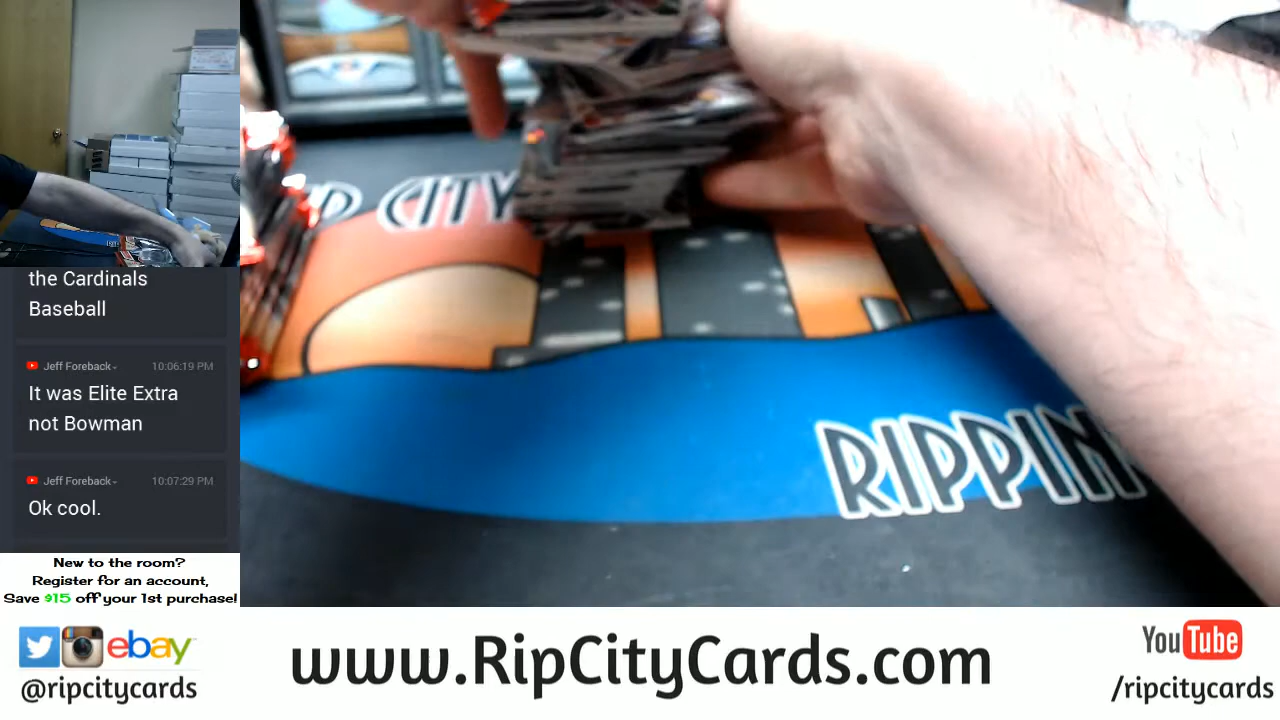 the Cardinals
Baseball
Jeff Foreback
10:06:19 PM
It was Elite Extra
not Bowman
Jeff Foreback
10:07:29 PM
Ok cool.
New to the room?
Register for an account,
Save $15 off your 1st purchase!
CITY
RIPPIN
ebay
@ripcitycards
www.RipCityCards.com
YouTube
/ripcitycards